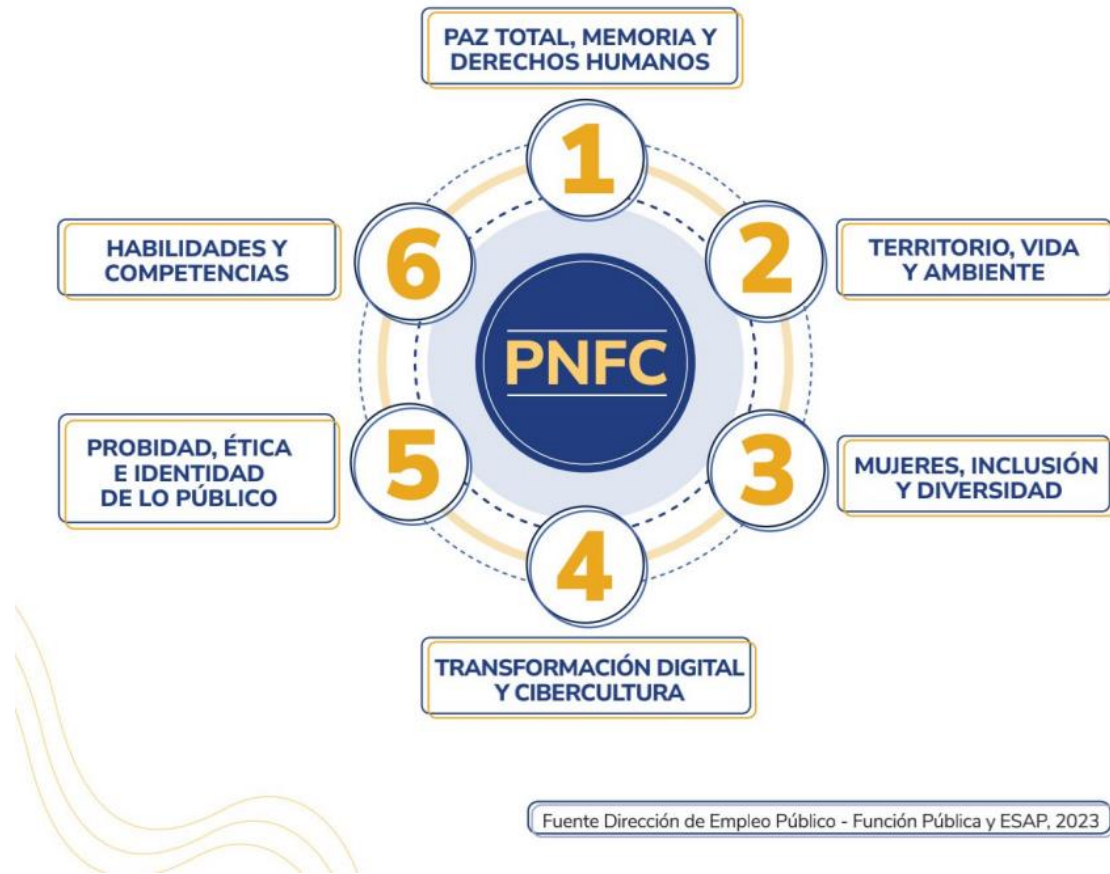 PAZ TOTAL, MEMORIA Y
DERECHOS HUMANOS
1
2
TERRITORIO, VIDA
Y AMBIENTE
3
MUJERES, INCLUSIÓN
Y DIVERSIDAD
4
TRANSFORMACIÓN DIGITAL
Y CIBERCULTURA
5
PROBIDAD, ÉTICA
E IDENTIDAD
DE LO PÚBLICO
6
HABILIDADES Y
COMPETENCIAS
PNFC
Fuente Dirección de Empleo Público - Función Pública y ESAP, 2023